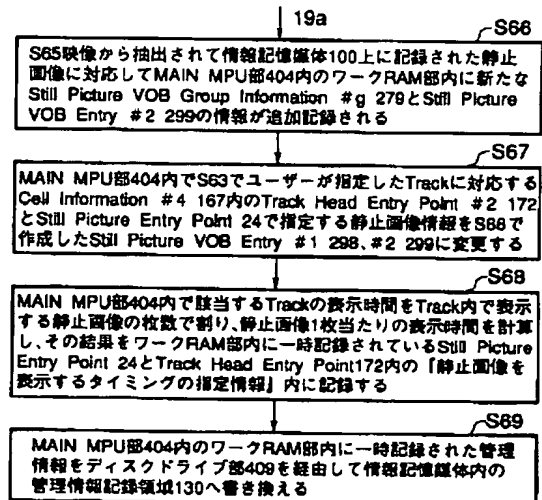 19a
S66
S65映像から抽出されて情報記憶媒体100上に記録された静止
画像に対応してMAIN MPU部404内のワークRAM部内に新たな
Still Picture VOB Group Information #g 279とStill Picture
VOB Entry #2 299の情報が追加記録される
S67
MAIN MPU部404内でS63でユーザーが指定したTrackに対応する
Cell Information #4 167内のTrack Head Entry Point #2 172
とStill Picture Entry Point 24で指定する静止画像情報をS66で
作成したStill Picture VOB Entry #1 298、#2 299に変更する
S68
MAIN MPU部404内で該当するTrackの表示時間をTrack内で表示
する静止画像の枚数で割り、静止画像1枚当たりの表示時間を計算
し、その結果をワークRAM部内に一時記録されているStill Picture
Entry Point 24とTrack Head Entry Point172内の「静止画像を
表示するタイミングの指定情報」内に記録する
S69
MAIN MPU部404内のワークRAM部内に一時記録された管理
情報をディスクドライブ部409を経由して情報記憶媒体内の
管理情報記録領域130へ書き換える